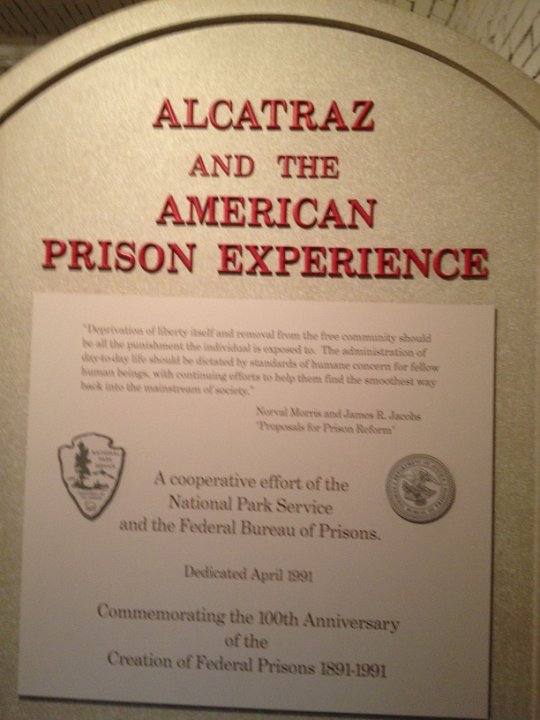 ALCATRAZ
AND THE
AMERICAN
PRISON EXPERIENCE
"Deprivation of liberty itself and removal from the free community should
be all the punishment the individual is exposed to. The administration of
day-to-day life should be dictated by standards of humane concern for fellow
human beings, with continuing efforts to help them find the smoothest way
back into the mainstream of society."
Norval Morris and James R. Jacobs
"Proposals for Prison Reform"
NATIONAL
PARK
SERVICE
A cooperative effort of the
National Park Service
and the Federal Bureau of Prisons.
Dedicated April 1991
Commemorating the 100th Anniversary
of the
Creation of Federal Prisons 1891-1991